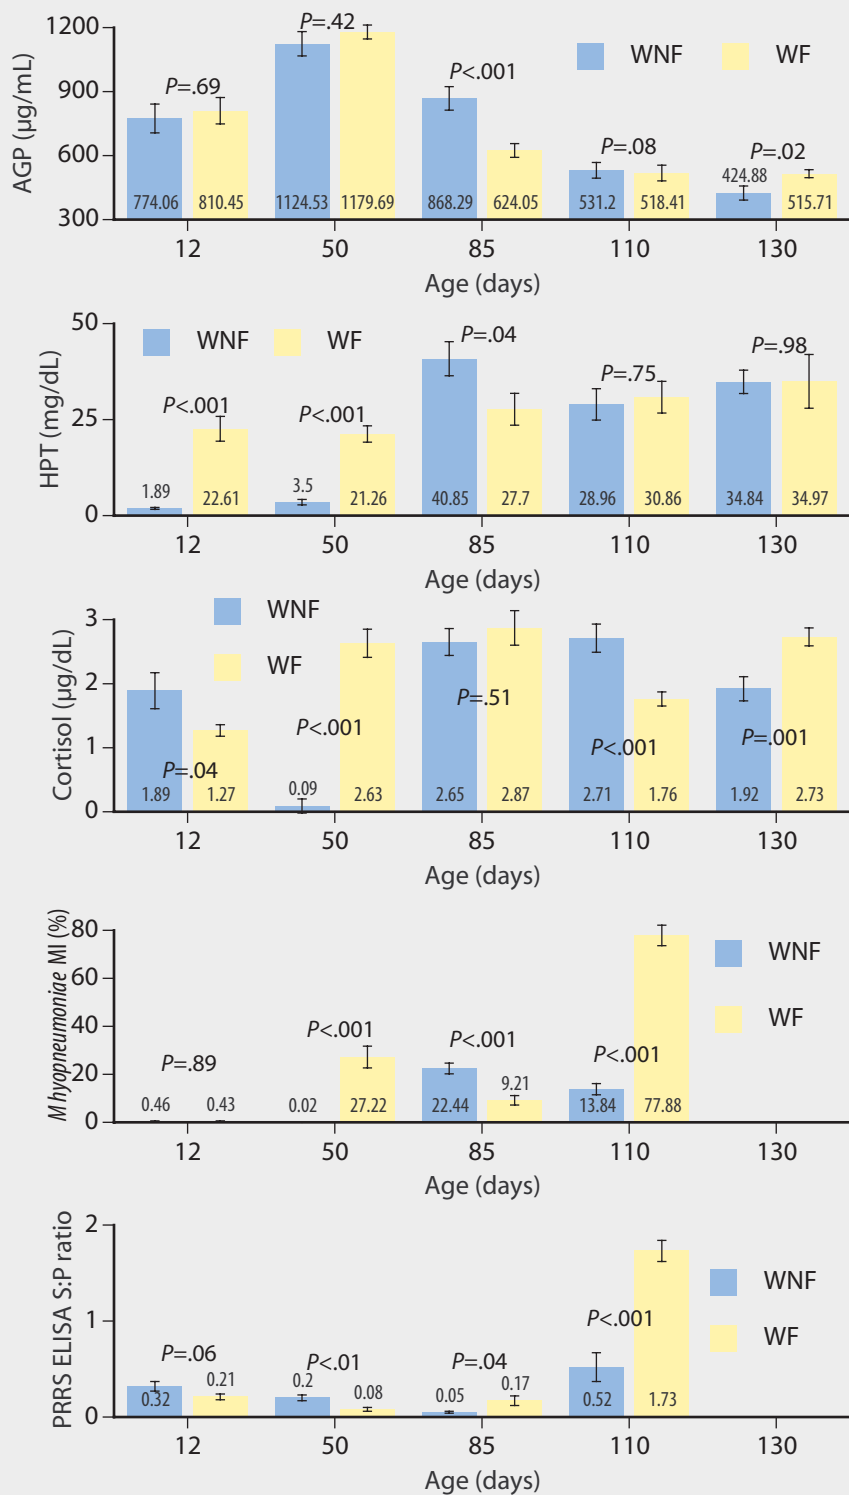 AGP (µg/mL)
1200
900
600
300
P=.69
P=.42
P<.001
P=.08
P=.02
WNF
WF
774.06
810.45
1124.53
1179.69
868.29
624.05
531.2
518.41
424.88
515.71
12
50
85
110
130
Age (days)
HPT (mg/dL)
50
25
0
WNF
WF
P<.001
P<.001
P=.04
P=.75
P=.98
1.89
22.61
3.5
21.26
40.85
27.7
28.96
30.86
34.84
34.97
12
50
85
110
130
Age (days)
Cortisol (µg/dL)
3
2
1
0
WNF
WF
P=.04
P<.001
P=.51
P<.001
P=.001
1.89
1.27
0.09
2.63
2.65
2.87
2.71
1.76
1.92
2.73
12
50
85
110
130
Age (days)
M hyopneumoniae MI (%)
80
60
40
20
0
WNF
WF
P=.89
P<.001
P<.001
P<.001
0.46
0.43
0.02
27.22
22.44
9.21
13.84
77.88
12
50
85
110
130
Age (days)
PRRS ELISA S:P ratio
2
1
0
WNF
WF
P=.06
P<.01
P=.04
P<.001
0.32
0.21
0.2
0.08
0.05
0.17
0.52
1.73
12
50
85
110
130
Age (days)